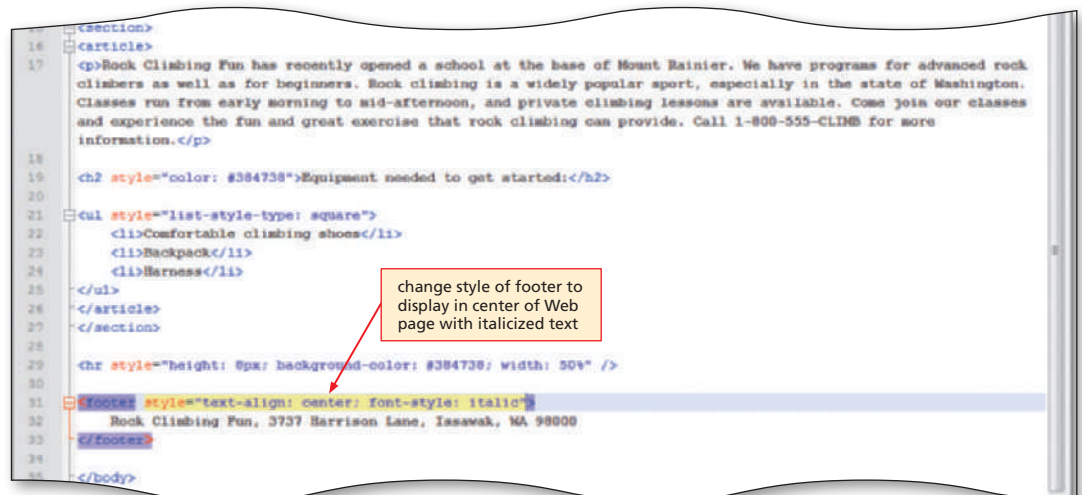 15 <section>
16 <article>
17 <p>Rock Climbing Fun has recently opened a school at the base of Mount Rainier. We have programs for advanced rock
climbers as well as for beginners. Rock climbing is a widely popular sport, especially in the state of Washington.
Classes run from early morning to mid-afternoon, and private climbing lessons are available. Come join our classes
and experience the fun and great exercise that rock climbing can provide. Call 1-800-555-CLIMB for more
information.</p>
18
19 <h2 style="color: #384738">Equipment needed to get started:</h2>
20
21 <ul style="list-style-type: square">
22 <li>Comfortable climbing shoes</li>
23 <li>Backpack</li>
24 <li>Harness</li>
change style of footer to
display in center of Web
page with italicized text
25 </ul>
26 </article>
27 </section>
28
29 <hr style="height: 8px; background-color: #384738; width: 50%" />
30
31 <footer style="text-align: center; font-style: italic">
32 Rock Climbing Fun, 3737 Harrison Lane, Issawak, WA 98000
33 </footer>
34
35 </body>